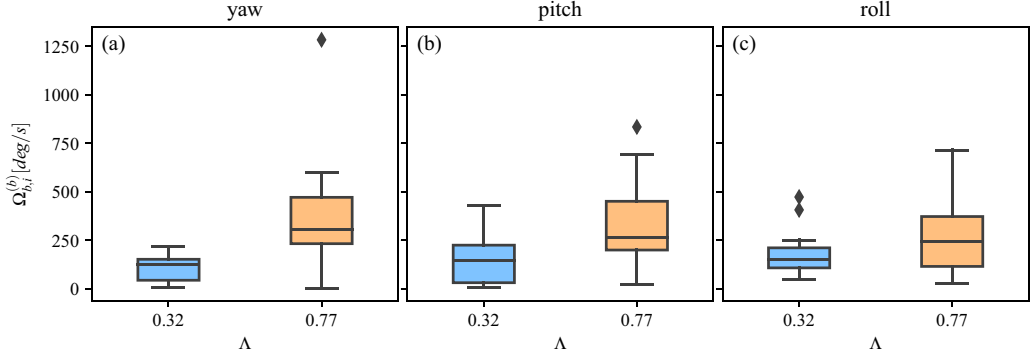 yaw pitch roll
(a) (b) (c)
1250
1000
750
500
250
0
Ω_{b,i}^{(b)} [deg/s]
0.32 0.77 0.32 0.77 0.32 0.77
Λ Λ Λ